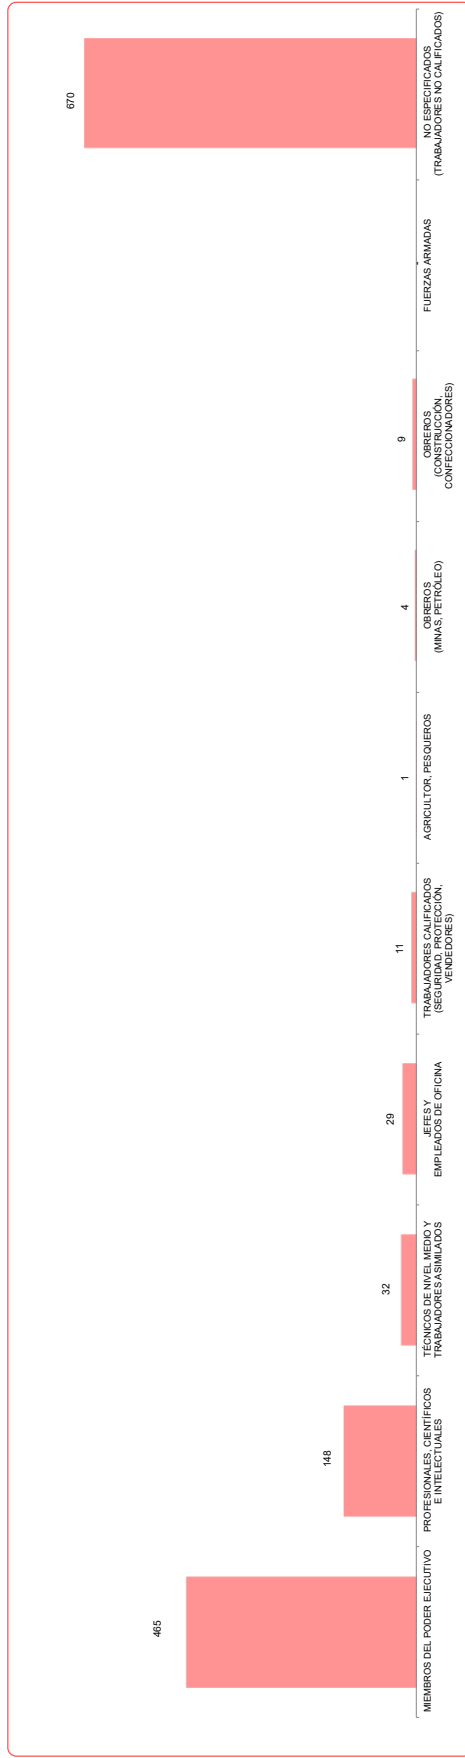 465
148
32
29
11
1
4
9
670
MIEMBROS DEL PODER EJECUTIVO
PROFESIONALES, CIENTÍFICOS
E INTELECTUALES
TÉCNICOS DE NIVEL MEDIO Y
TRABAJADORES ASIMILADOS
JEFES Y
EMPLEADOS DE OFICINA
TRABAJADORES CALIFICADOS
(SEGURIDAD, PROTECCIÓN,
VENDEDORES)
AGRICULTOR, PESQUEROS
OBREROS
(MINAS, PETRÓLEO)
OBREROS
(CONSTRUCCIÓN,
CONFECCIONADORES)
FUERZAS ARMADAS
NO ESPECIFICADOS
(TRABAJADORES NO CALIFICADOS)